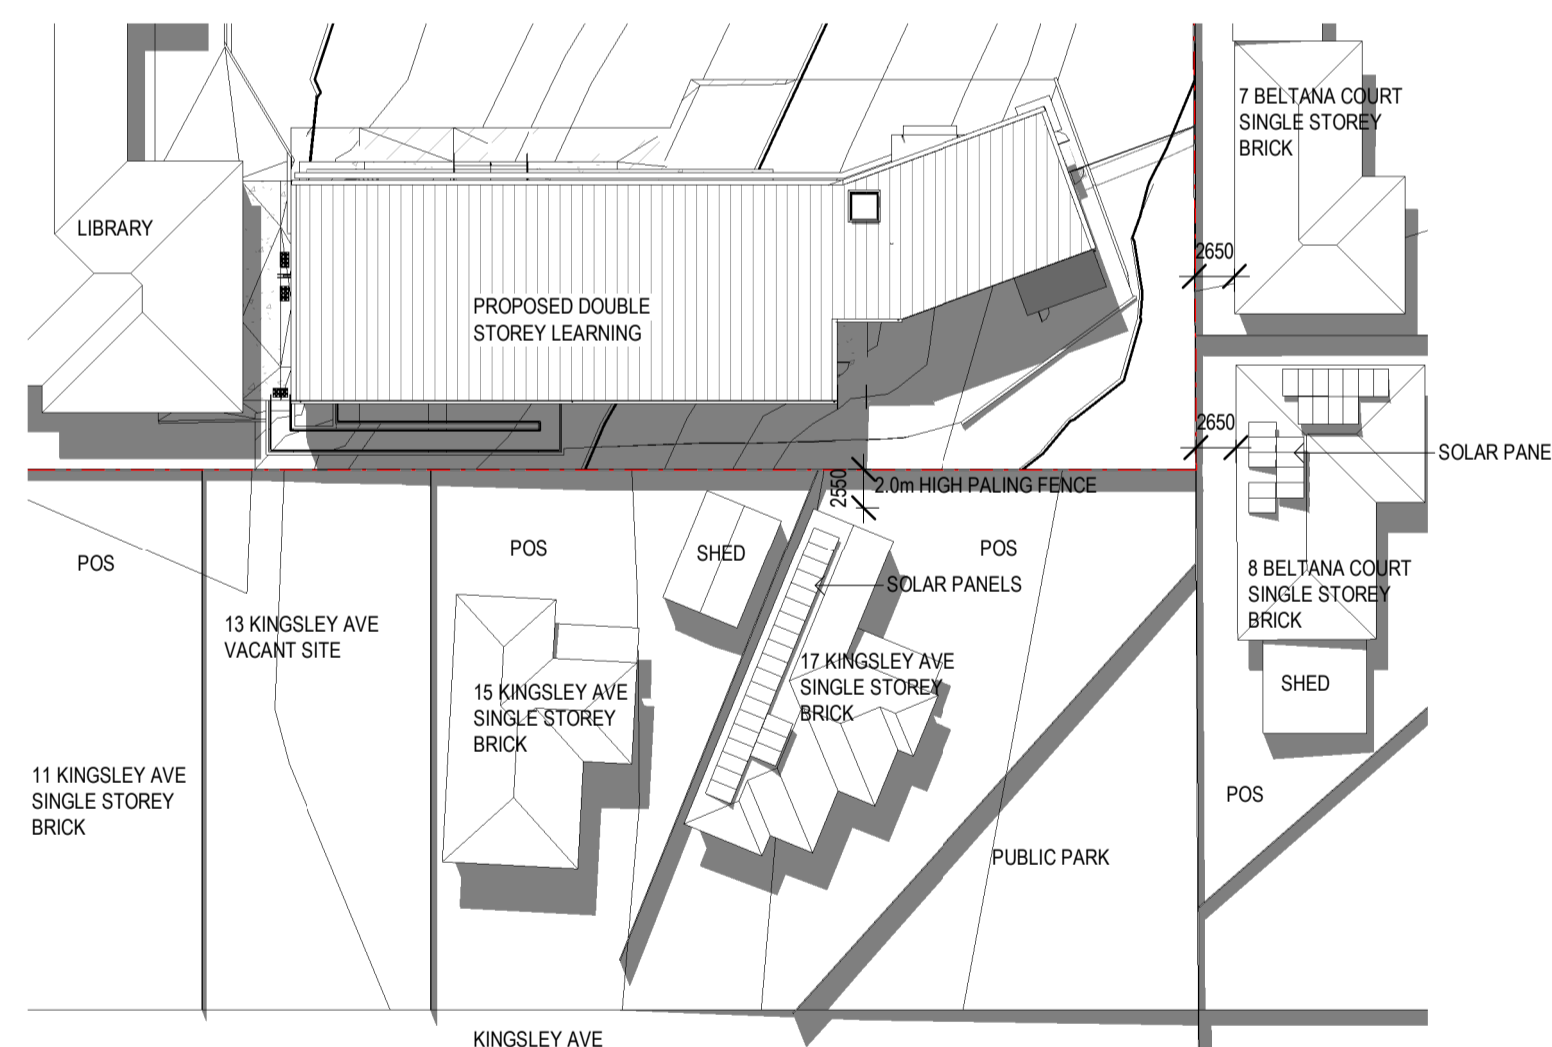 7 BELTANA COURT
SINGLE STOREY
BRICK
LIBRARY
2650
PROPOSED DOUBLE
STOREY LEARNING
2650
SOLAR PANE
2550
2.0m HIGH PALING FENCE
POS
POS
SHED
POS
SOLAR PANELS
8 BELTANA COURT
SINGLE STOREY
BRICK
13 KINGSLEY AVE
VACANT SITE
17 KINGSLEY AVE
SINGLE STOREY
BRICK
15 KINGSLEY AVE
SINGLE STOREY
BRICK
SHED
11 KINGSLEY AVE
SINGLE STOREY
BRICK
POS
PUBLIC PARK
KINGSLEY AVE